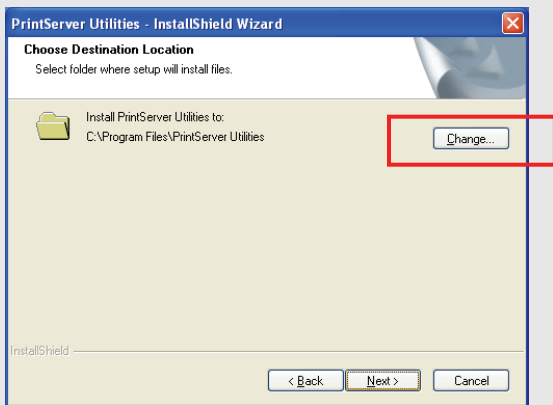 PrintServer Utilities - InstallShield Wizard
Choose Destination Location
Select folder where setup will install files.
Install PrintServer Utilities to:
C:\Program Files\PrintServer Utilities
Change...
InstallShield
< Back
Next >
Cancel